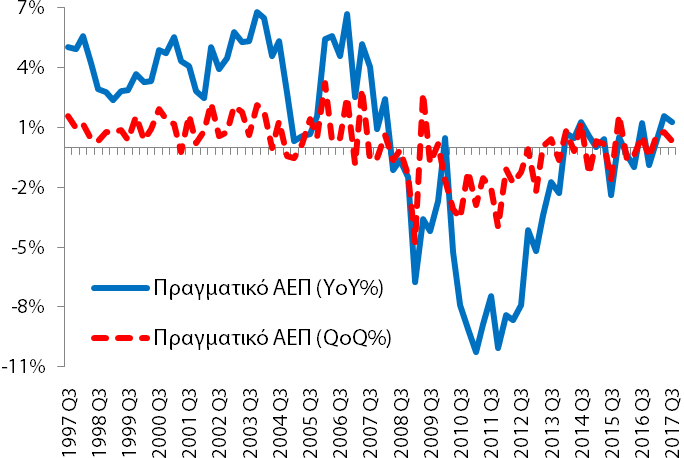 7%
4%
1%
-2%
-5%
-8%
-11%
Πραγματικό ΑΕΠ (YoY%)
Πραγματικό ΑΕΠ (QoQ%)
1997 Q3
1998 Q3
1999 Q3
2000 Q3
2001 Q3
2002 Q3
2003 Q3
2004 Q3
2005 Q3
2006 Q3
2007 Q3
2008 Q3
2009 Q3
2010 Q3
2011 Q3
2012 Q3
2013 Q3
2014 Q3
2015 Q3
2016 Q3
2017 Q3